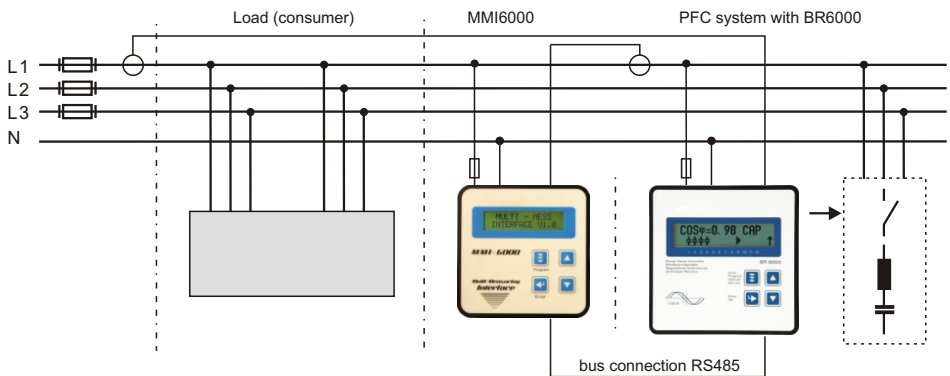 Load (consumer)
MMI6000
PFC system with BR6000
L1
L2
L3
N
MULTI - MESS
INTERFACE V1.0
MMI-6000
Program
Multi-Measuring
Interface
Enter
COSφ=0.98 CAP
BR 6000
bus connection RS485